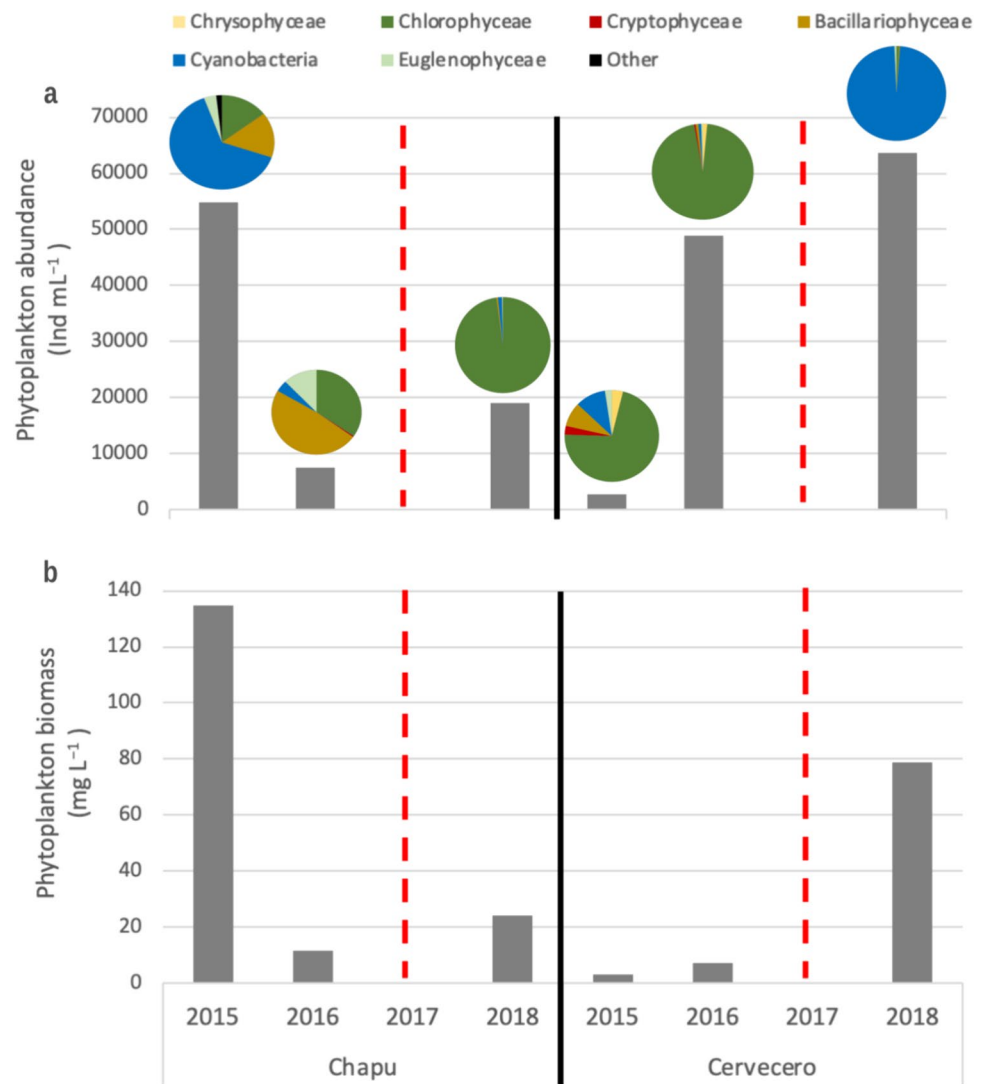 Chrysophyceae Chlorophyceae Cryptophyceae Bacillariophyceae
Cyanobacteria Euglenophyceae Other
a
Phytoplankton abundance
(Ind mL⁻¹ )
70000
60000
50000
40000
30000
20000
10000
0
b
Phytoplankton biomass
(mg L⁻¹ )
140
120
100
80
60
40
20
0
2015 2016 2017 2018 2015 2016 2017 2018
Chapu Cervecero